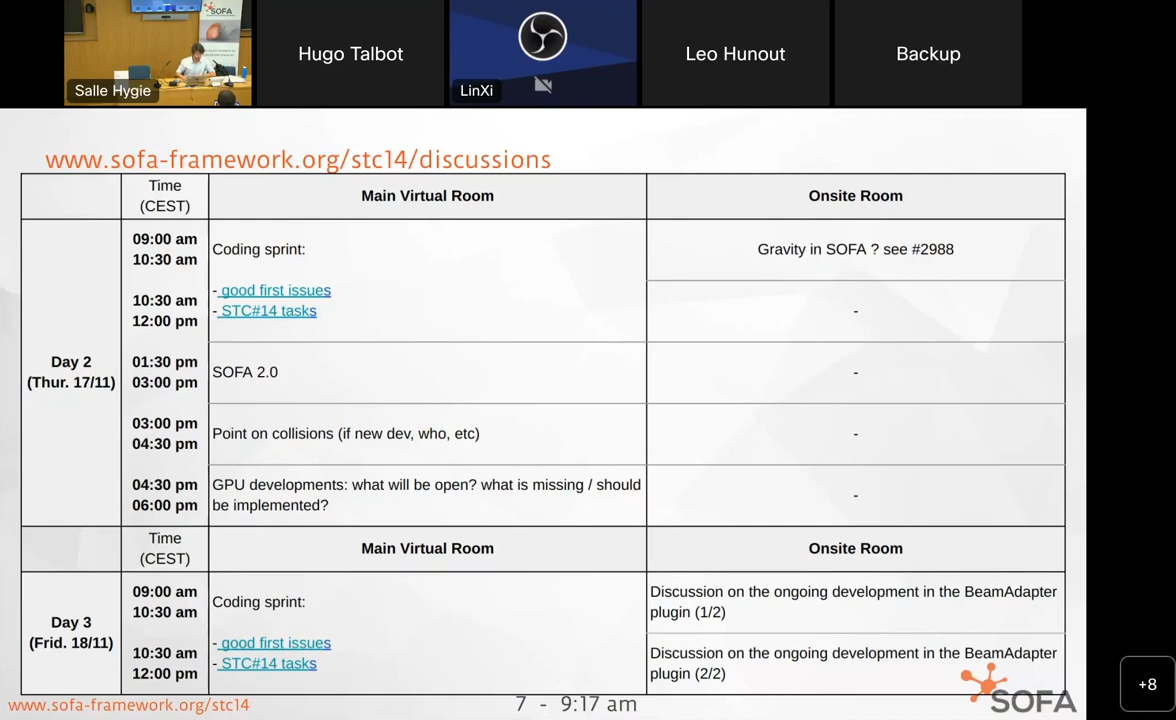 SOFA
Salle Hygie
Hugo Talbot
LinXi
Leo Hunout
Backup
www.sofa-framework.org/stc14/discussions
Time
(CEST)
Main Virtual Room
Onsite Room
Day 2
(Thur. 17/11)
09:00 am
10:30 am
Coding sprint:
- good first issues
- STC#14 tasks
Gravity in SOFA ? see #2988
10:30 am
12:00 pm
-
01:30 pm
03:00 pm
SOFA 2.0
-
03:00 pm
04:30 pm
Point on collisions (if new dev, who, etc)
-
04:30 pm
06:00 pm
GPU developments: what will be open? what is missing / should
be implemented?
-
Time
(CEST)
Main Virtual Room
Onsite Room
Day 3
(Frid. 18/11)
09:00 am
10:30 am
Coding sprint:
- good first issues
- STC#14 tasks
Discussion on the ongoing development in the BeamAdapter
plugin (1/2)
10:30 am
12:00 pm
Discussion on the ongoing development in the BeamAdapter
plugin (2/2)
www.sofa-framework.org/stc14
7 - 9:17 am
SOFA
+8